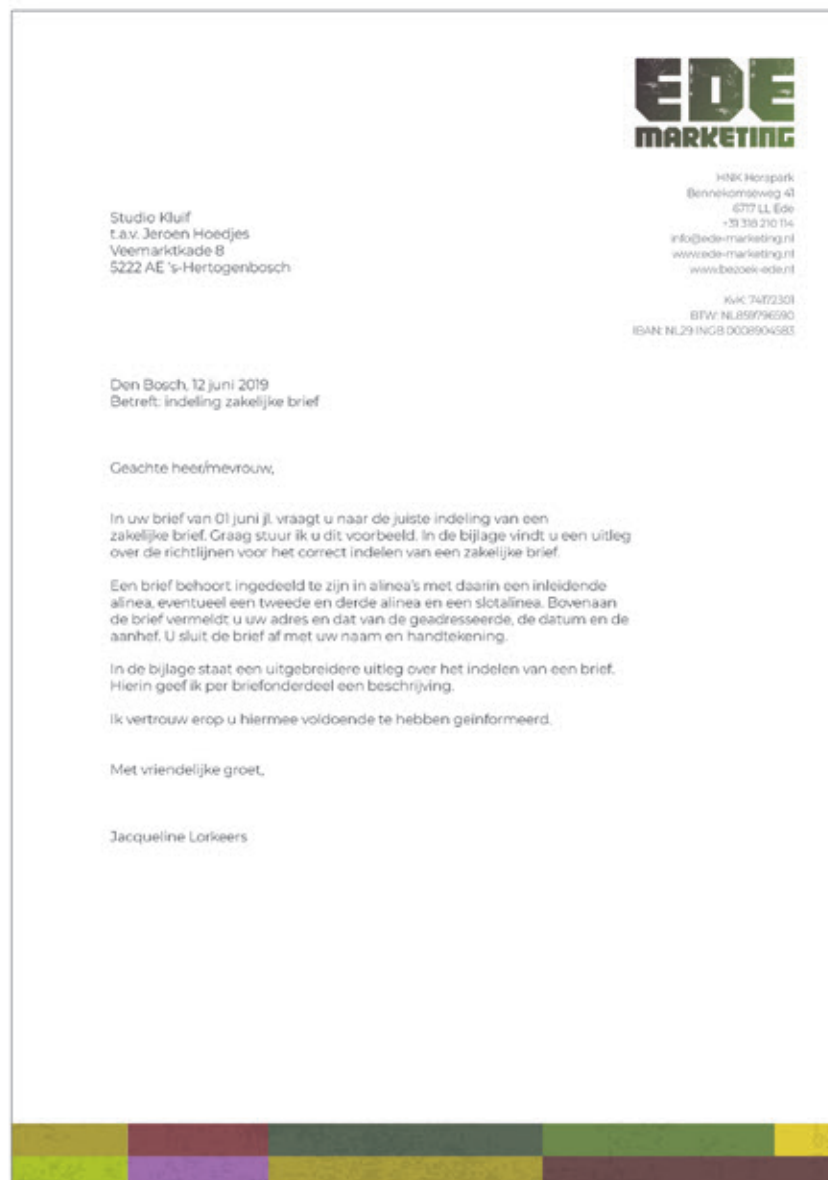 EDE
MARKETING
HNK Horapark
Bennekomseweg 41
6717 LL Ede
+31 318 210 114
info@ede-marketing.nl
www.ede-marketing.nl
www.bezoek-ede.nl
KvK: 74172301
BTW: NL859796590
IBAN: NL29 INGB 0008904583
Studio Kluif
t.a.v. Jeroen Hoedjes
Veemarktkade 8
5222 AE 's-Hertogenbosch
Den Bosch, 12 juni 2019
Betreft: indeling zakelijke brief
Geachte heer/mevrouw,
In uw brief van 01 juni jl. vraagt u naar de juiste indeling van een
zakelijke brief. Graag stuur ik u dit voorbeeld. In de bijlage vindt u een uitleg
over de richtlijnen voor het correct indelen van een zakelijke brief.
Een brief behoort ingedeeld te zijn in alinea's met daarin een inleidende
alinea, eventueel een tweede en derde alinea en een slotalinea. Bovenaan
de brief vermeldt u uw adres en dat van de geadresseerde, de datum en de
aanhef. U sluit de brief af met uw naam en handtekening.
In de bijlage staat een uitgebreidere uitleg over het indelen van een brief.
Hierin geef ik per briefonderdeel een beschrijving.
Ik vertrouw erop u hiermee voldoende te hebben geïnformeerd.
Met vriendelijke groet,
Jacqueline Lorkeers